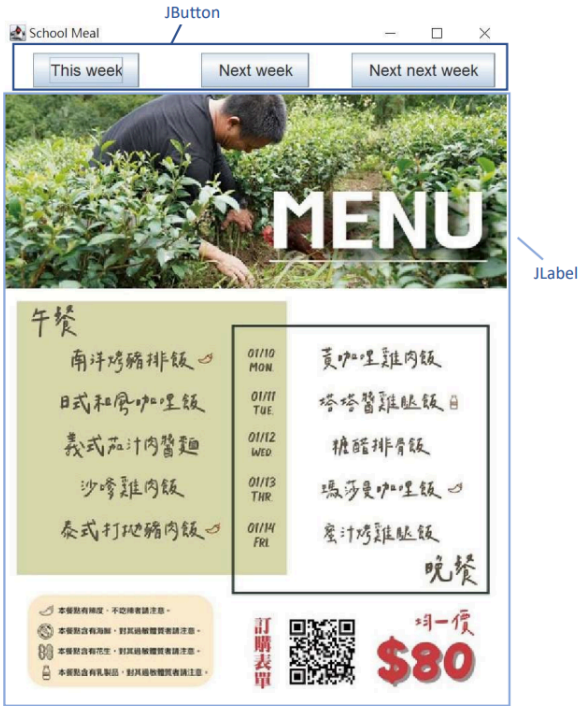 JButton
School Meal
This week
Next week
Next next week
MENU
JLabel
午餐
南洋烤豬排飯
01/10 MON.
黃咖哩雞肉飯
日式和風咖哩飯
01/11 TUE.
塔塔醬雞腿飯
義式茄汁肉醬麵
01/12 WED
糖醋排骨飯
沙嗲雞肉飯
01/13 THR.
瑪莎曼咖哩飯
泰式打拋豬肉飯
01/14 FRI.
蜜汁烤雞腿飯
晚餐
本餐點有辣度,不吃辣者請注意。
本餐點含有海鮮,對其過敏體質者請注意。
本餐點含有花生,對其過敏體質者請注意。
本餐點含有乳製品,對其過敏體質者請注意。
訂購表單
均一價
$80